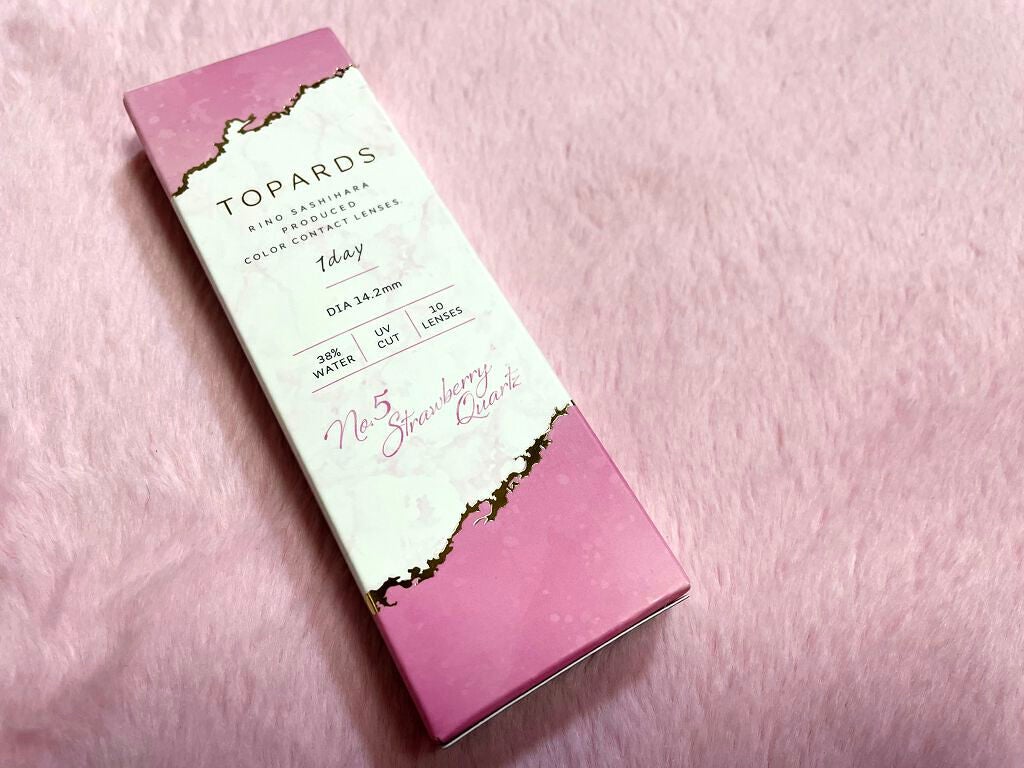 TOPARDS
RINO SASHIHARA
PRODUCED
COLOR CONTACT LENSES.
1day
DIA 14.2mm
38%
WATER
UV
CUT
10
LENSES
No.5
Strawberry
Quartz